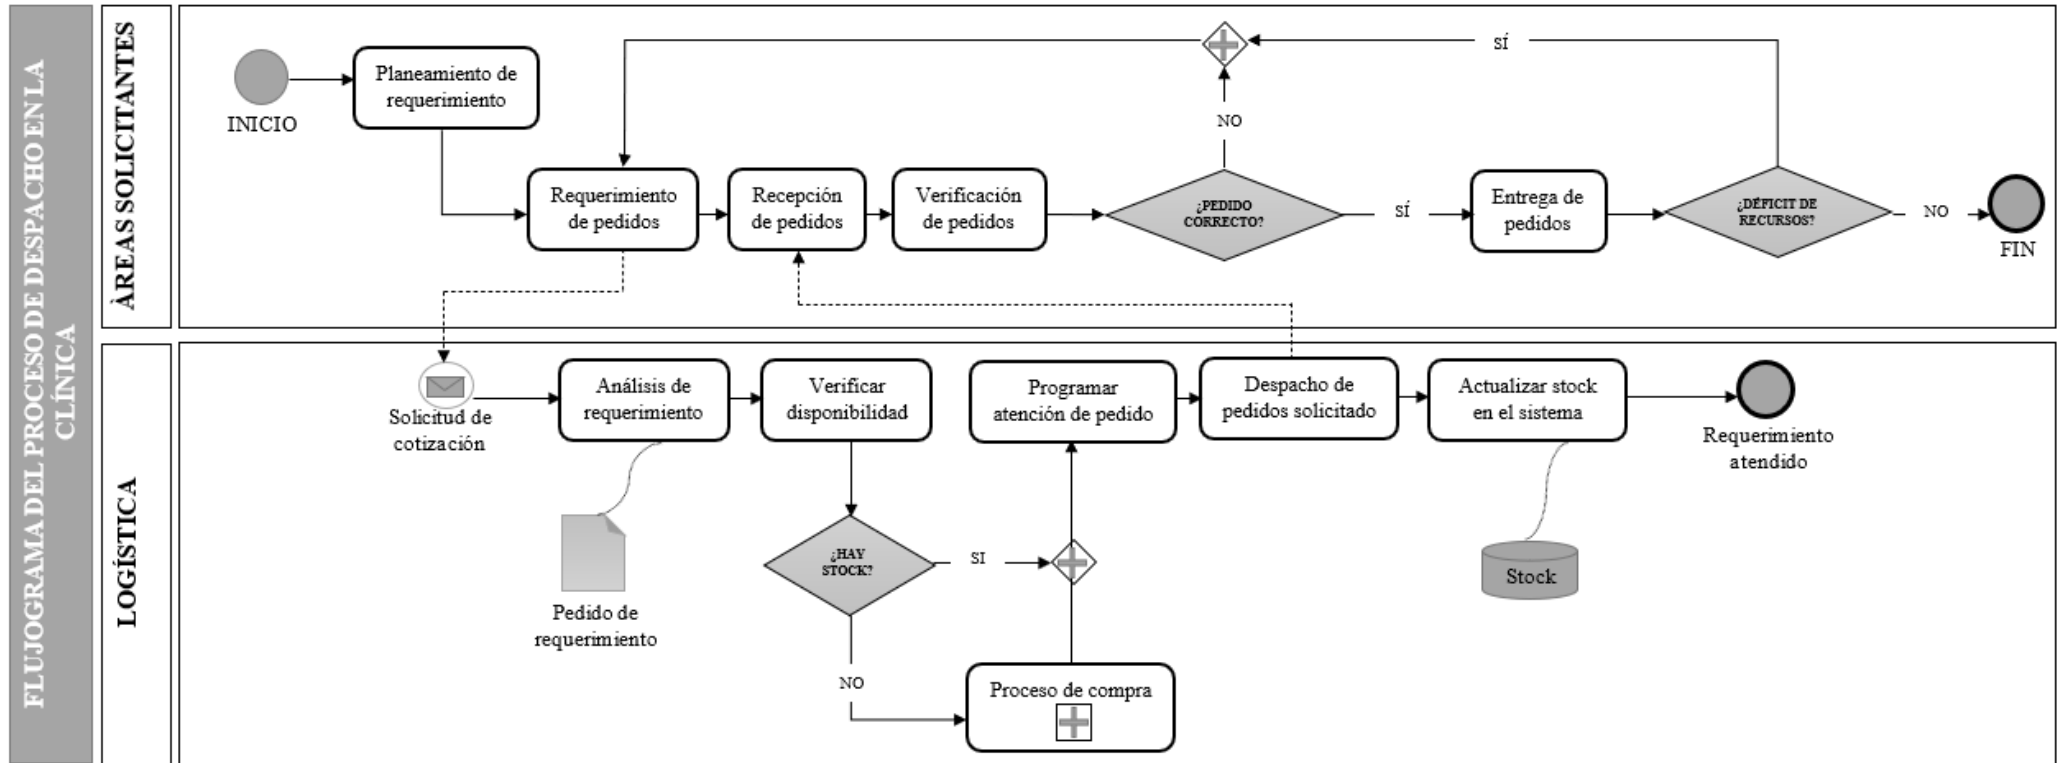 FLUJOGRAMA DEL PROCESO DE DESPACHO EN LA
CLÍNICA
ÀREAS SOLICITANTES
INICIO
Planeamiento de
requerimiento
Requerimiento
de pedidos
Recepción
de pedidos
Verificación
de pedidos
¿PEDIDO
CORRECTO?
NO
SÍ
SÍ
Entrega de
pedidos
¿DÉFICIT DE
RECURSOS?
NO
FIN
LOGÍSTICA
Solicitud de
cotización
Análisis de
requerimiento
Verificar
disponibilidad
Programar
atención de pedido
Despacho de
pedidos solicitado
Actualizar stock
en el sistema
Requerimiento
atendido
Pedido de
requerimiento
¿HAY
STOCK?
SI
NO
Proceso de compra
Stock